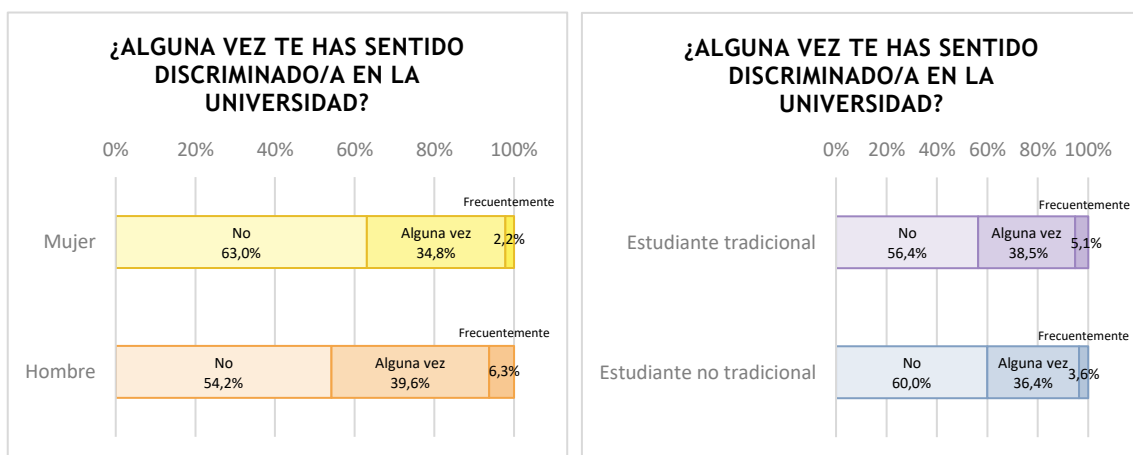 ¿ALGUNA VEZ TE HAS SENTIDO
DISCRIMINADO/A EN LA
UNIVERSIDAD?
0% 20% 40% 60% 80% 100%
Frecuentemente
Mujer
No
63,0%
Alguna vez
34,8%
2,2%
Frecuentemente
Hombre
No
54,2%
Alguna vez
39,6%
6,3%
¿ALGUNA VEZ TE HAS SENTIDO
DISCRIMINADO/A EN LA
UNIVERSIDAD?
0% 20% 40% 60% 80% 100%
Frecuentemente
Estudiante tradicional
No
56,4%
Alguna vez
38,5%
5,1%
Frecuentemente
Estudiante no tradicional
No
60,0%
Alguna vez
36,4%
3,6%